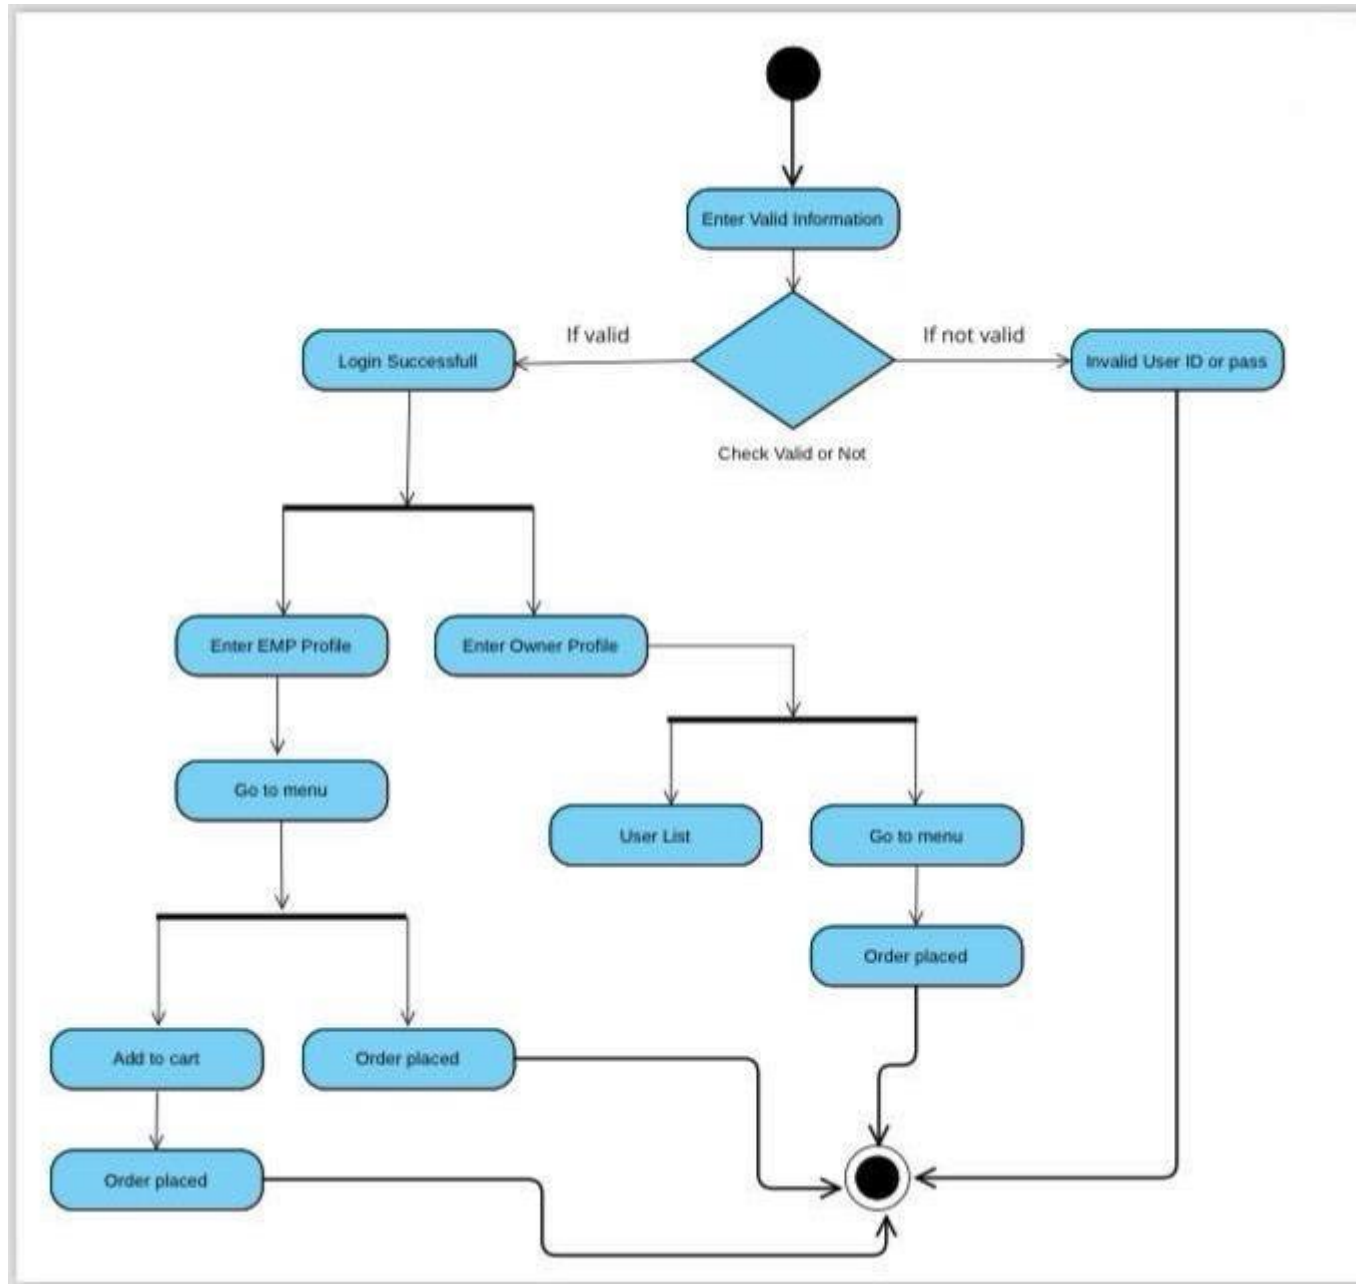 Enter Valid Information
If valid
If not valid
Login Successfull
Invalid User ID or pass
Check Valid or Not
Enter EMP Profile
Enter Owner Profile
Go to menu
User List
Go to menu
Order placed
Add to cart
Order placed
Order placed